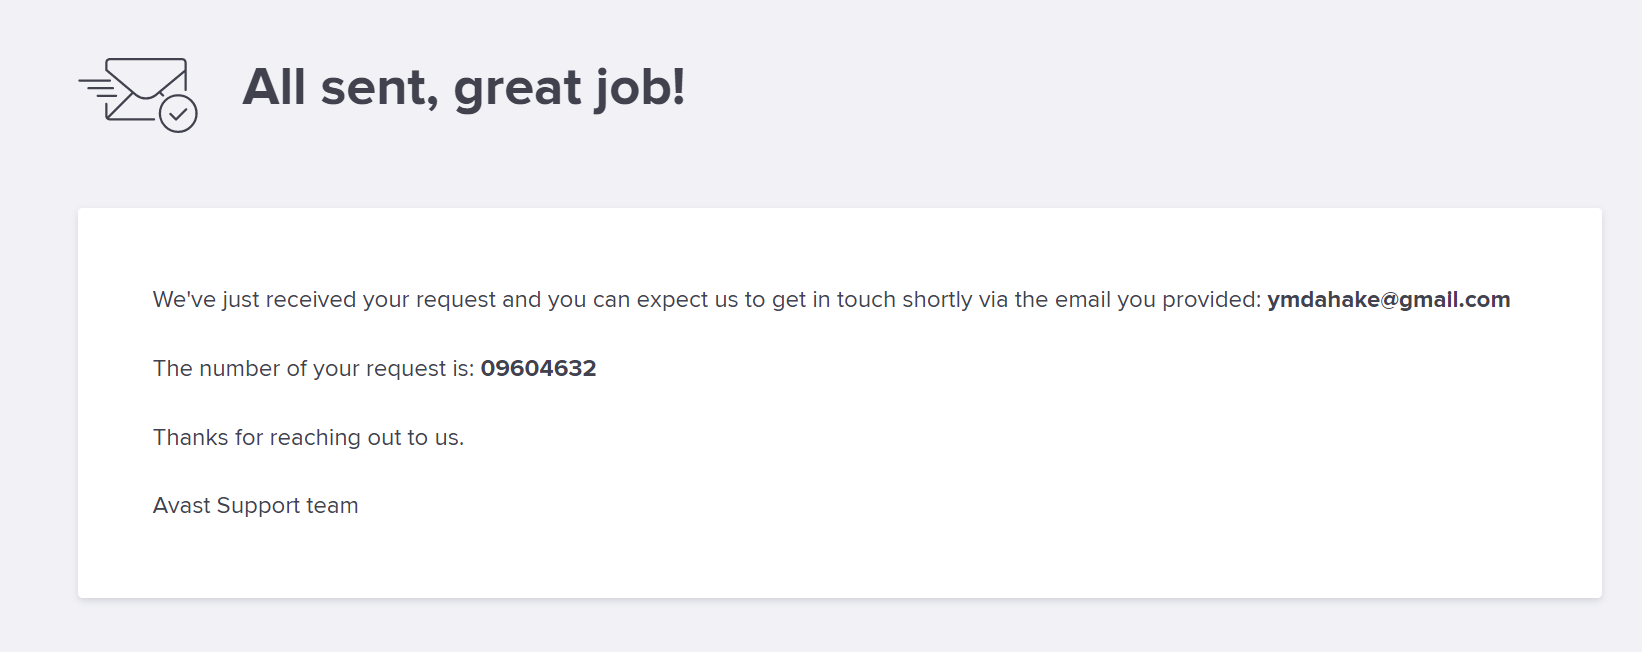 All sent, great job!
We've just received your request and you can expect us to get in touch shortly via the email you provided: ymdahake@gmail.com
The number of your request is: 09604632
Thanks for reaching out to us.
Avast Support team